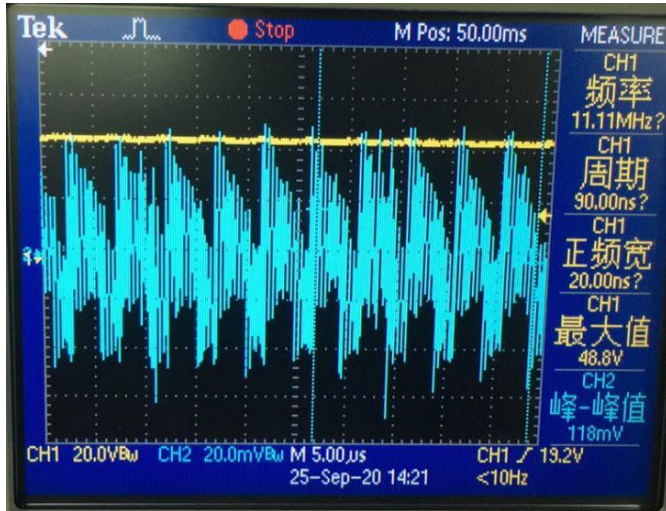 Tek Stop M Pos: 50.00ms MEASURE
CH1
频率
11.11MHz?
CH1
周期
90.00ns?
CH1
正频宽
20.00ns?
CH1
最大值
48.8V
CH2
峰-峰值
118mV
CH1 20.0VBw CH2 20.0mVBw M 5.00µs CH1 19.2V
25-Sep-20 14:21 <10Hz